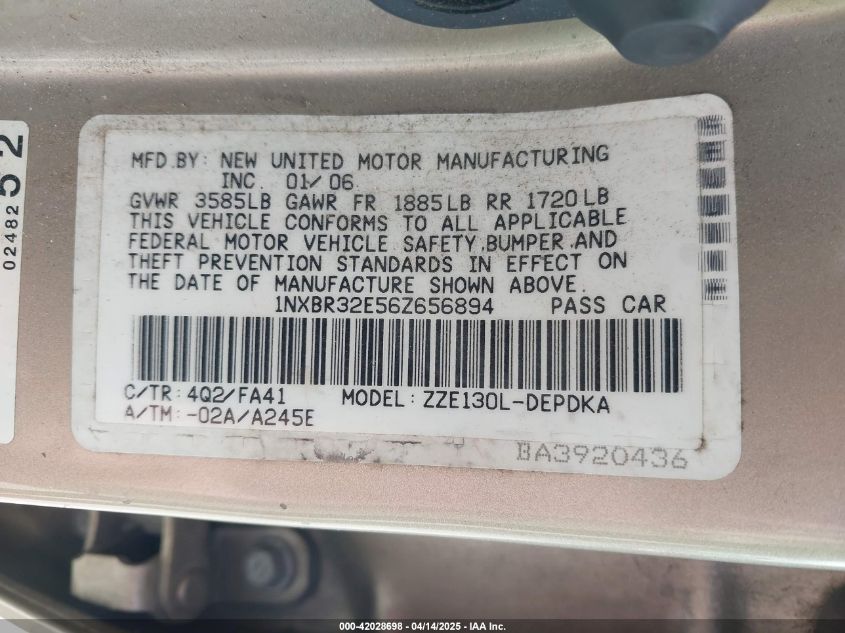 MFD.BY: NEW UNITED MOTOR MANUFACTURING
INC. 01/06
GVWR 3585LB GAWR FR 1885LB RR 1720LB
THIS VEHICLE CONFORMS TO ALL APPLICABLE
FEDERAL MOTOR VEHICLE SAFETY,BUMPER,AND
THEFT PREVENTION STANDARDS IN EFFECT ON
THE DATE OF MANUFACTURE SHOWN ABOVE.
1NXBR32E56Z656894 PASS CAR
C/TR: 4Q2/FA41 MODEL: ZZE130L-DEPDKA
A/TM: -02A/A245E
BA3920436
02482
52
000-42028698 - 04/14/2025 - IAA Inc.